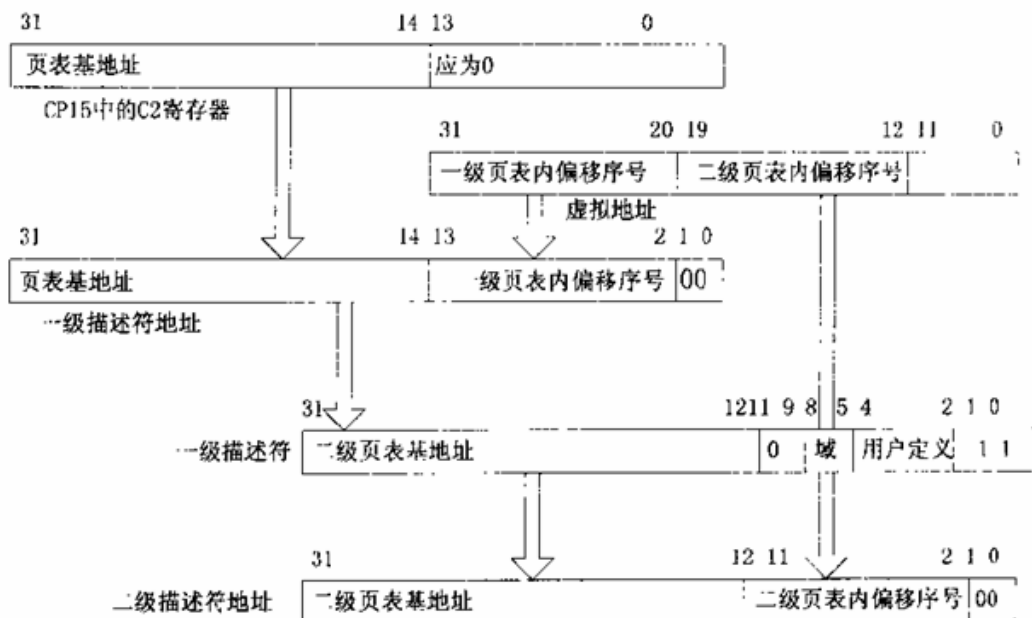 31 14 13 0
页表基地址 应为0
CP15中的C2寄存器
31 20 19 12 11 0
一级页表内偏移序号 二级页表内偏移序号
虚拟地址
31 14 13 2 1 0
页表基地址 一级页表内偏移序号 00
一级描述符地址
31 1211 9 8 5 4 2 1 0
一级描述符 二级页表基地址 0 域 用户定义 1 1
31 12 11 2 1 0
二级描述符地址 二级页表基地址 二级页表内偏移序号 00